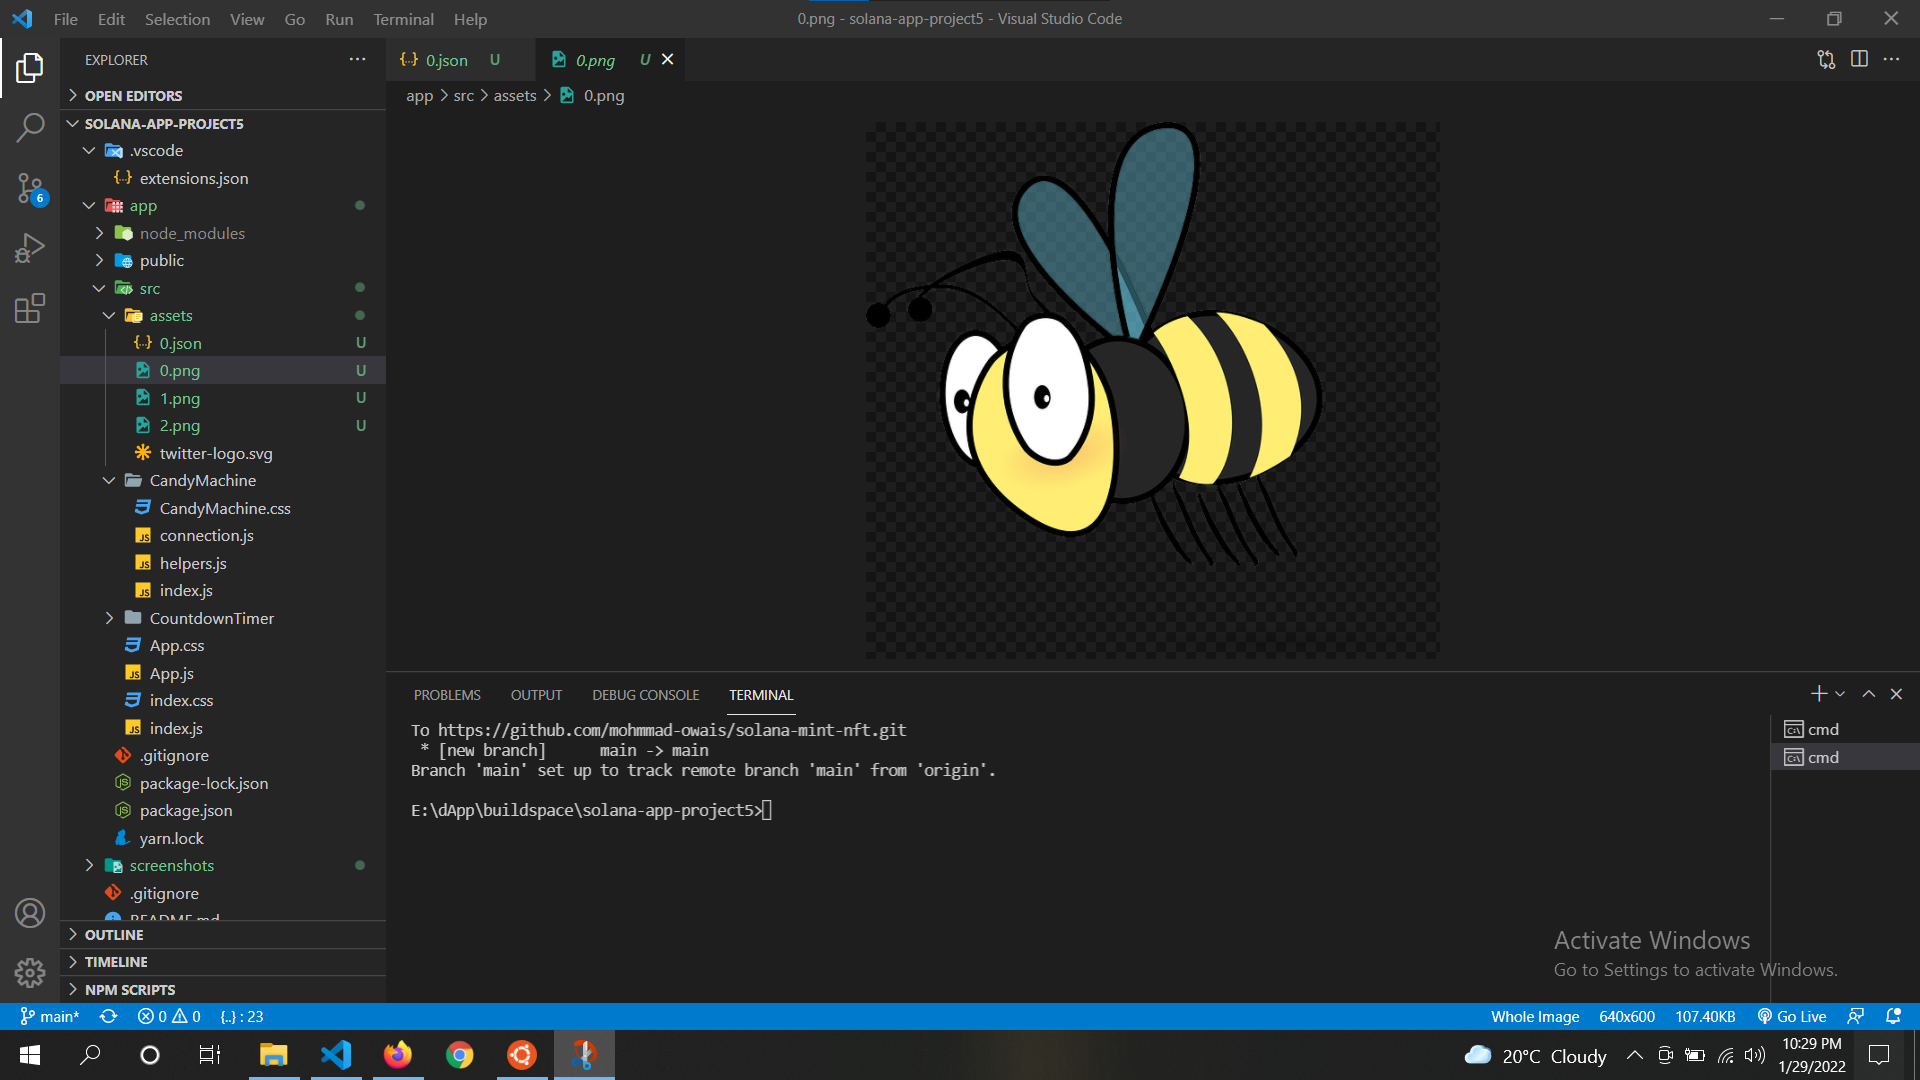 File Edit Selection View Go Run Terminal Help
0.png - solana-app-project5 - Visual Studio Code
EXPLORER
OPEN EDITORS
SOLANA-APP-PROJECT5
.vscode
extensions.json
app
node_modules
public
src
assets
0.json U
0.png U
1.png U
2.png U
twitter-logo.svg
CandyMachine
CandyMachine.css
connection.js
helpers.js
index.js
CountdownTimer
App.css
App.js
index.css
index.js
.gitignore
package-lock.json
package.json
yarn.lock
screenshots
.gitignore
README.md
OUTLINE
TIMELINE
NPM SCRIPTS
6
0.json U 0.png U
app > src > assets > 0.png
PROBLEMS OUTPUT DEBUG CONSOLE TERMINAL
To https://github.com/mohmmad-owais/solana-mint-nft.git
* [new branch] main -> main
Branch 'main' set up to track remote branch 'main' from 'origin'.
E:\dApp\buildspace\solana-app-project5>
cmd
cmd
Activate Windows
Go to Settings to activate Windows.
main* 0 0 {..} : 23 Whole Image 640x600 107.40KB Go Live
20°C Cloudy
10:29 PM
1/29/2022